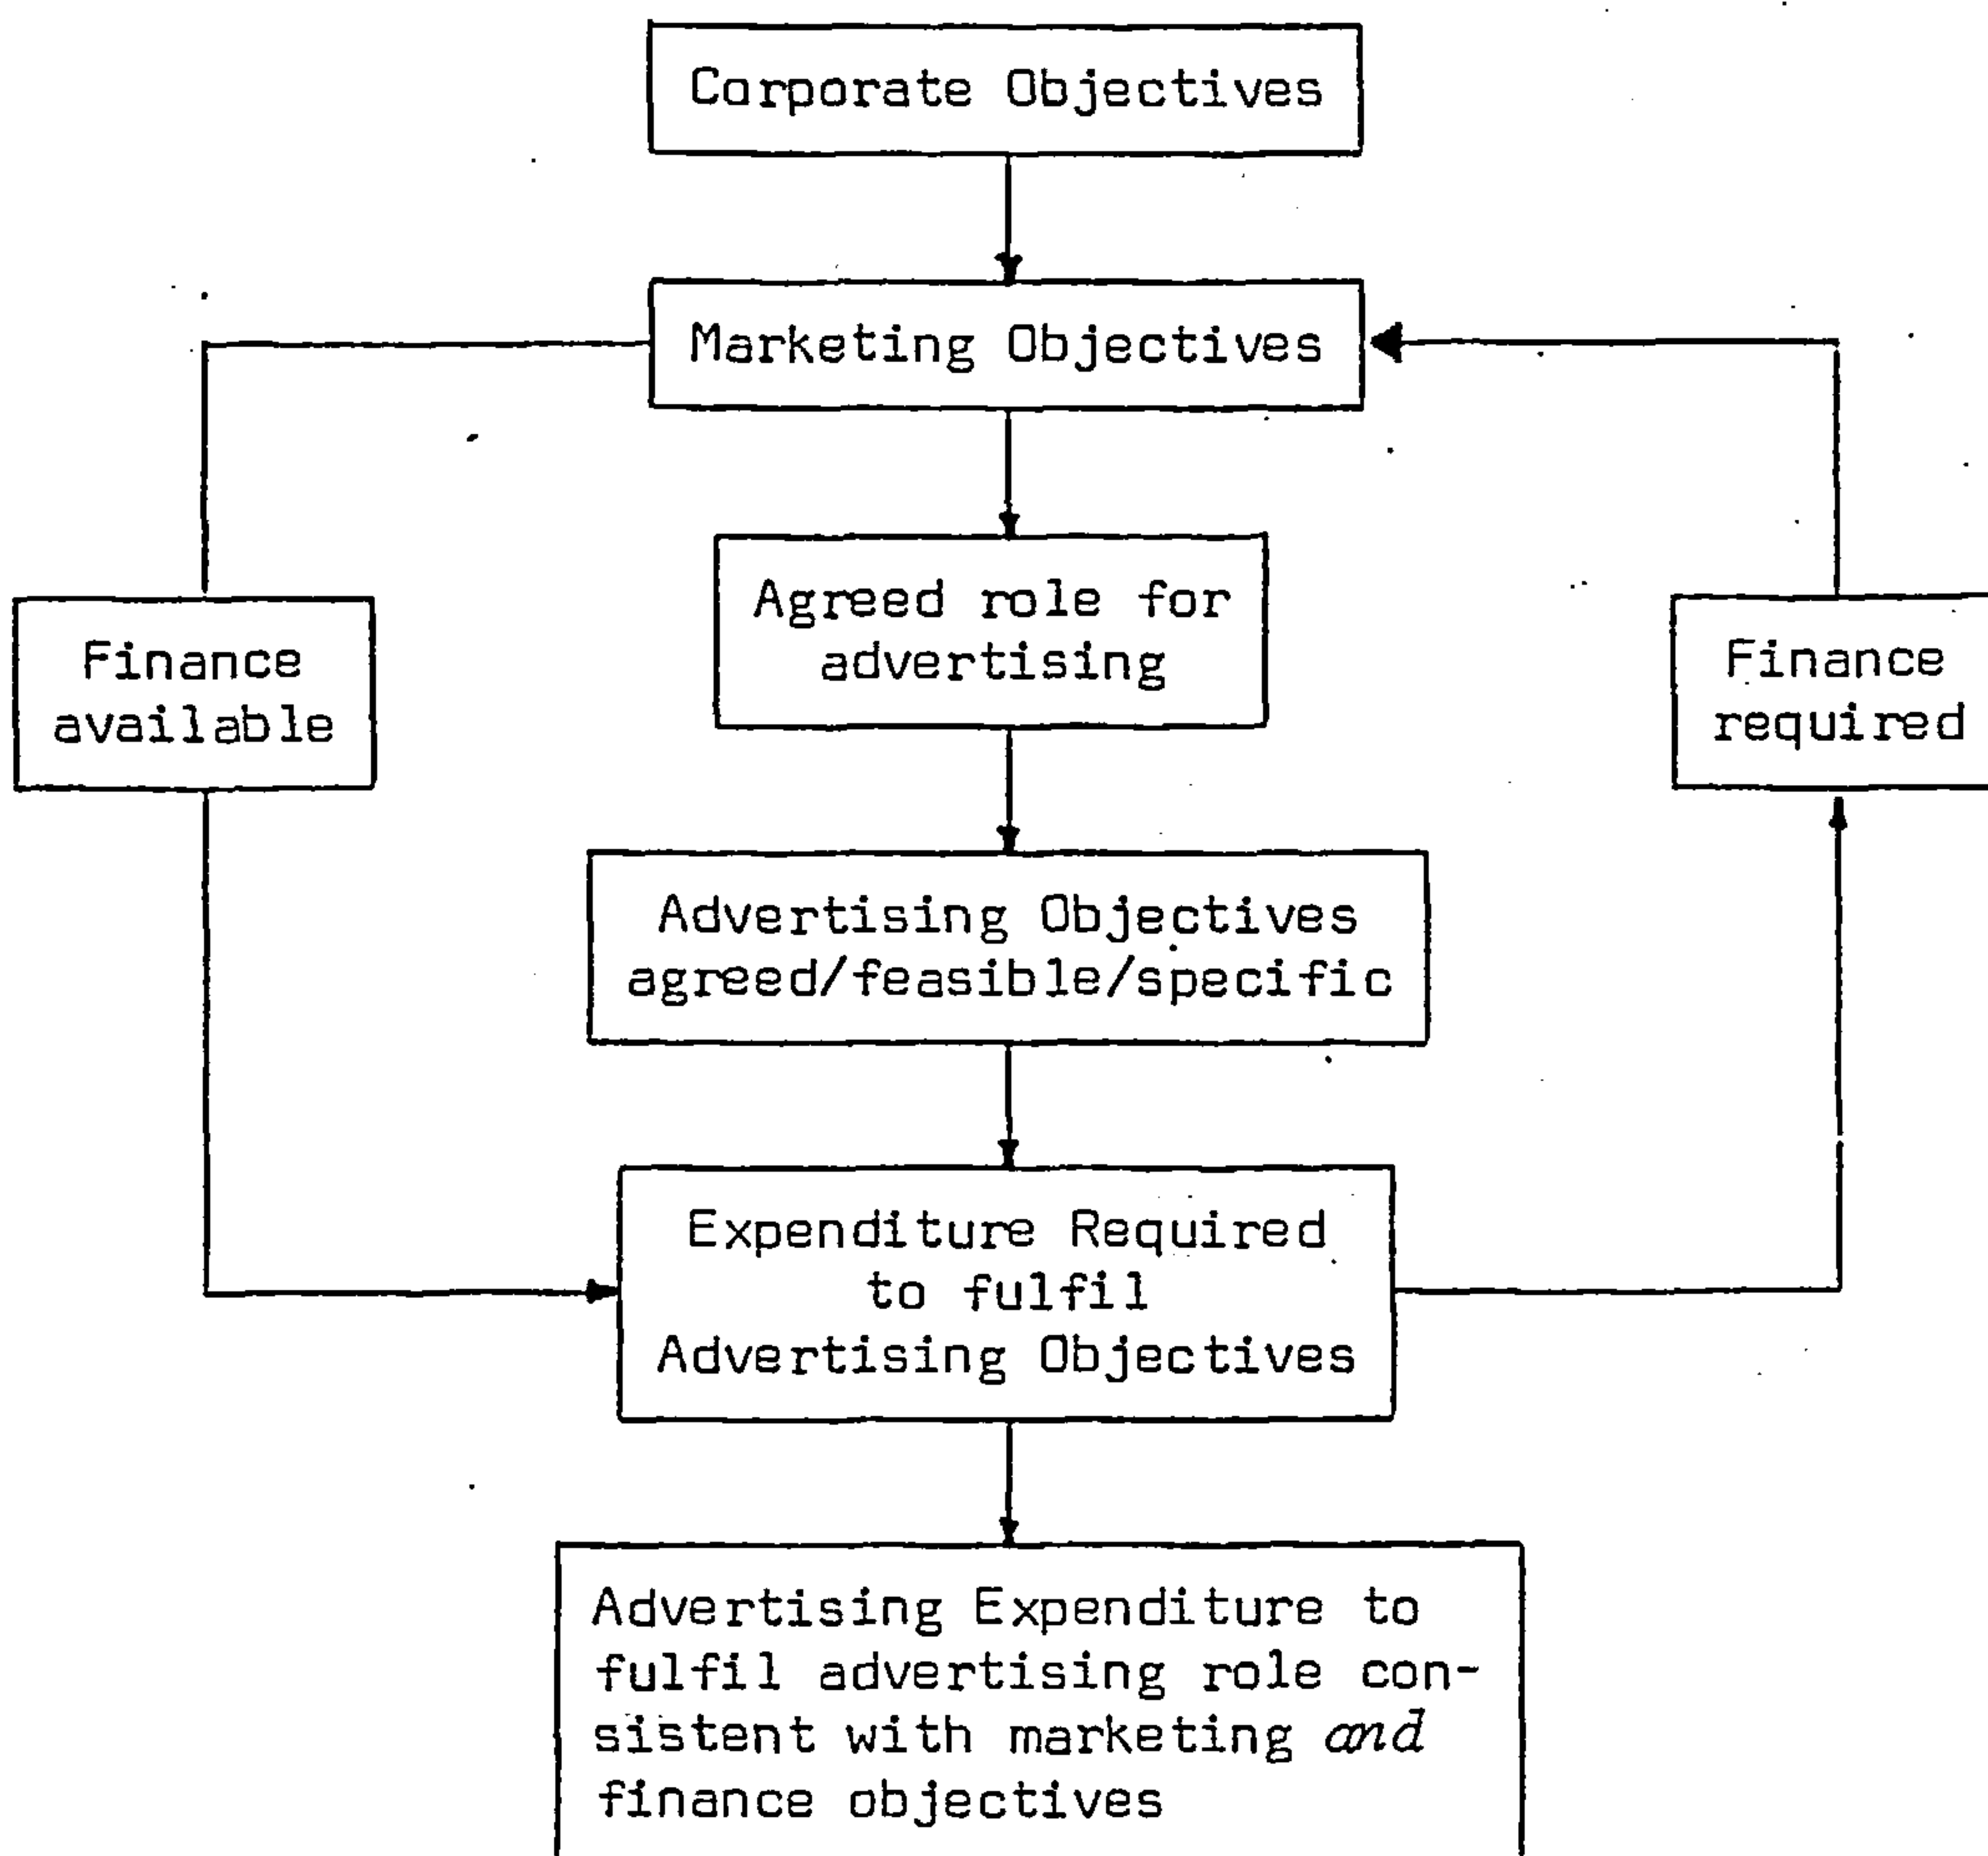 Corporate Objectives
Marketing Objectives
Agreed role for
advertising
Finance
available
Finance
required
Advertising Objectives
agreed/feasible/specific
Expenditure Required
to fulfil
Advertising Objectives
Advertising Expenditure to
fulfil advertising role con-
sistent with marketing and
finance objectives